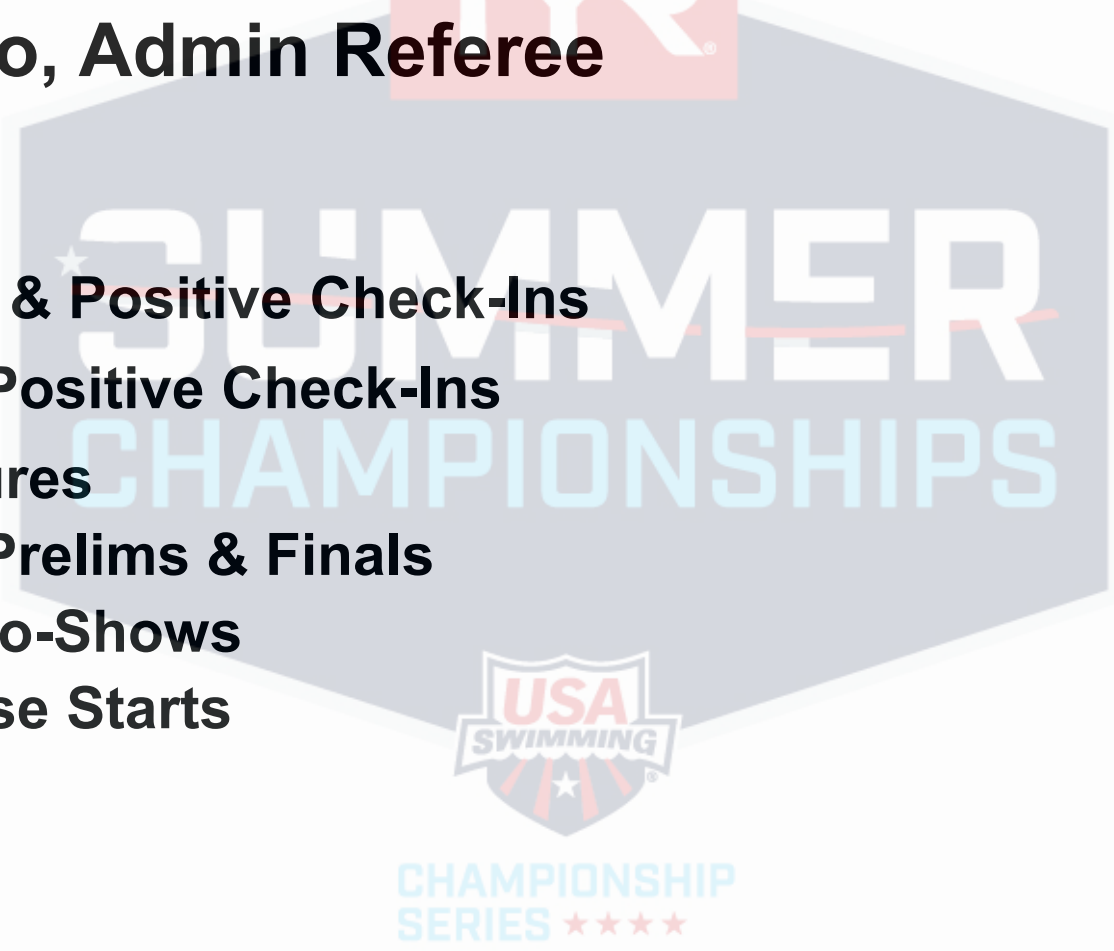 o, Admin Referee
SUMMER
& Positive Check-Ins
Positive Check-Ins
CHAMPIONSHIPS
ures
Prelims & Finals
o-Shows
se Starts
USA
SWIMMING
CHAMPIONSHIP
SERIES ★★★★